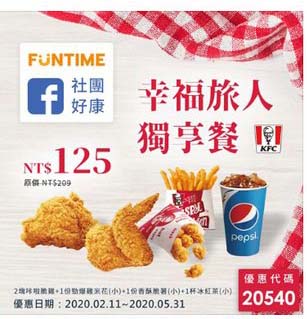 FUNTIME
f 社團好康
幸福旅人
獨享餐
KFC
NT$125
原價 NT$209
pepsi
2塊咔啦脆雞+1份勁爆雞米花(小)+1份香酥脆薯(小)+1杯冰紅茶(小)
優惠日期：2020.02.11~2020.05.31
優惠代碼
20540